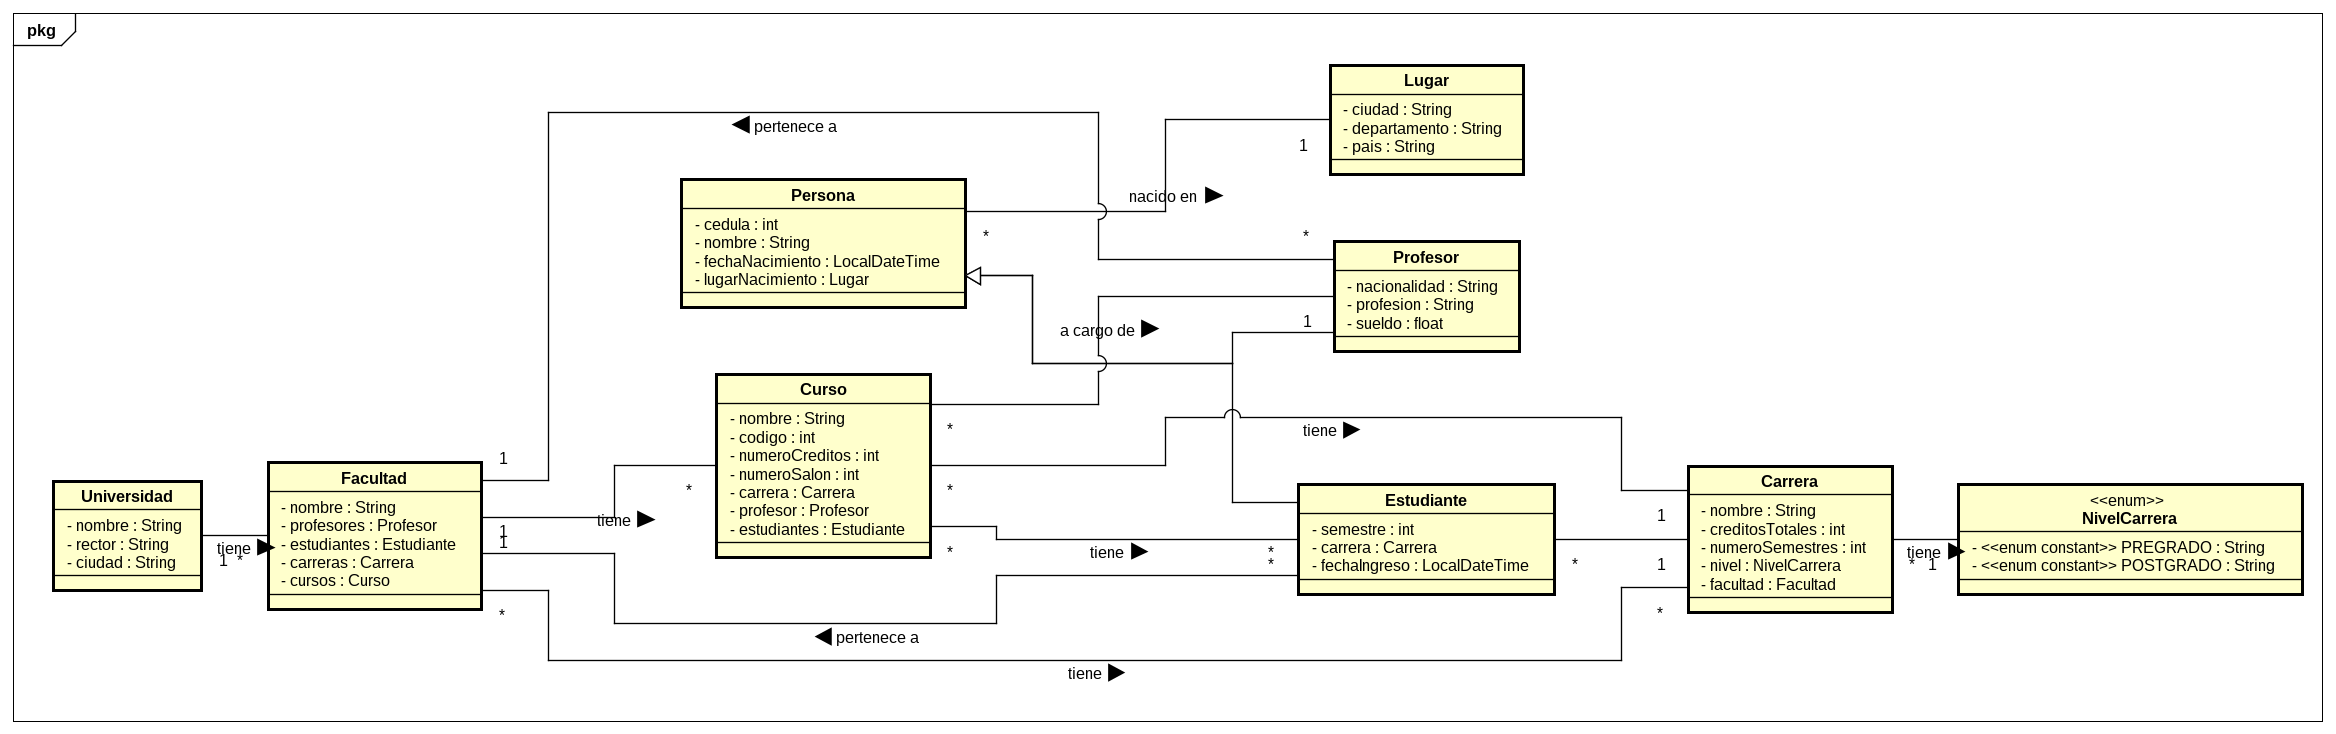 pkg
Lugar
- ciudad : String
- departamento : String
- pais : String
pertenece a
1
Persona
- cedula : int
- nombre : String
- fechaNacimiento : LocalDateTime
- lugarNacimiento : Lugar
nacido en
*
*
Profesor
- nacionalidad : String
- profesion : String
- sueldo : float
a cargo de
1
Curso
- nombre : String
- codigo : int
- numeroCreditos : int
- numeroSalon : int
- carrera : Carrera
- profesor : Profesor
- estudiantes : Estudiante
*
*
*
tiene
Universidad
- nombre : String
- rector : String
- ciudad : String
tiene
1 *
Facultad
- nombre : String
- profesores : Profesor
- estudiantes : Estudiante
- carreras : Carrera
- cursos : Curso
1
1
1
*
*
tiene
tiene
*
*
Estudiante
- semestre : int
- carrera : Carrera
- fechaIngreso : LocalDateTime
*
Carrera
- nombre : String
- creditosTotales : int
- numeroSemestres : int
- nivel : NivelCarrera
- facultad : Facultad
1
1
*
tiene
* 1
<<enum>>
NivelCarrera
- <<enum constant>> PREGRADO : String
- <<enum constant>> POSTGRADO : String
pertenece a
tiene